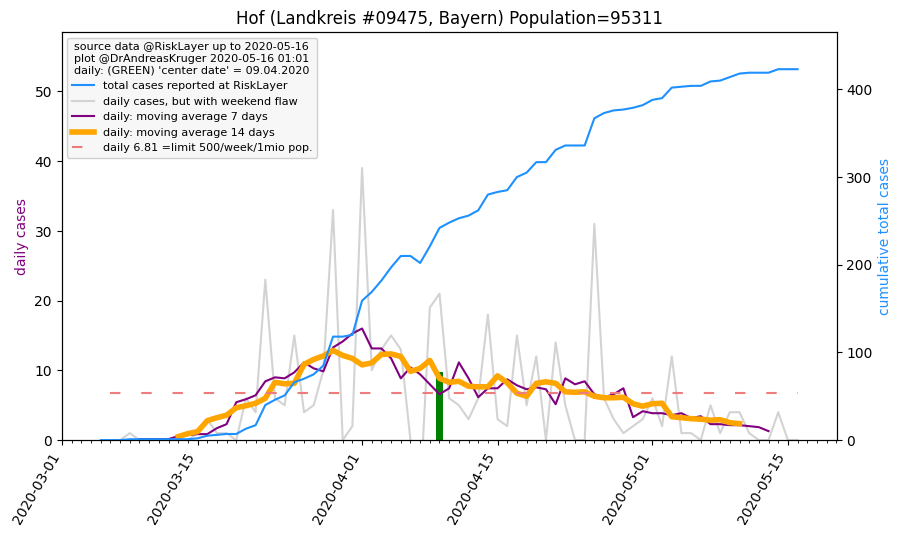 Hof (Landkreis #09475, Bayern) Population=95311
source data @RiskLayer up to 2020-05-16
plot @DrAndreasKruger 2020-05-16 01:01
daily: (GREEN) 'center date' = 09.04.2020
total cases reported at RiskLayer
daily cases, but with weekend flaw
daily: moving average 7 days
daily: moving average 14 days
daily 6.81 =limit 500/week/1mio pop.
daily cases
0
10
20
30
40
50
cumulative total cases
0
100
200
300
400
2020-03-01
2020-03-15
2020-04-01
2020-04-15
2020-05-01
2020-05-15